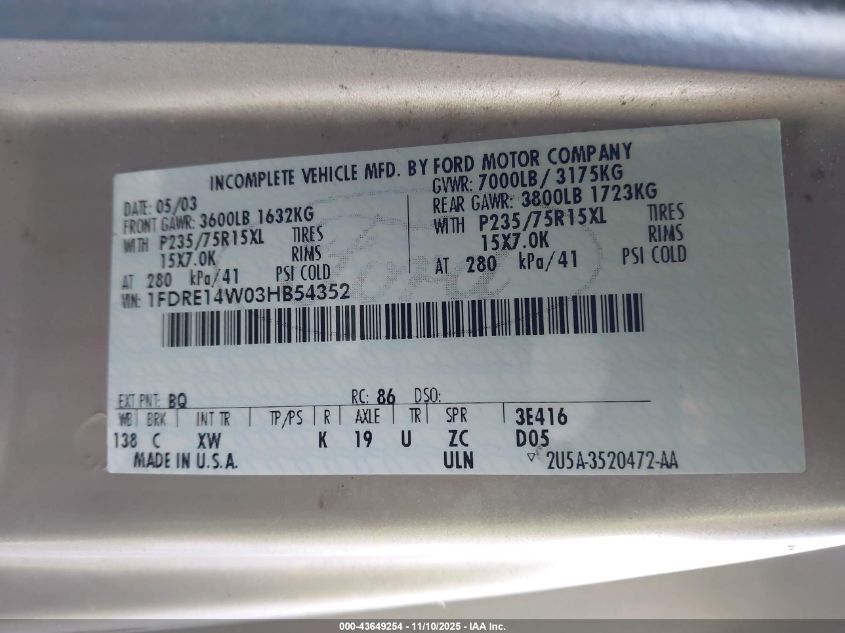 INCOMPLETE VEHICLE MFD. BY FORD MOTOR COMPANY
DATE: 05/03
FRONT GAWR: 3600LB 1632KG
WITH P235/75R15XL TIRES
15X7.0K RIMS
AT 280 kPa/41 PSI COLD
GVWR: 7000LB/ 3175KG
REAR GAWR: 3800LB 1723KG
WITH P235/75R15XL TIRES
15X7.0K RIMS
AT 280 kPa/41 PSI COLD
VIN: 1FDRE14W03HB54352
Ford
EXT PNT: BQ RC: 86 DSO:
WB BRK INT TR TP/PS R AXLE TR SPR 3E416
138 C XW K 19 U ZC D05
MADE IN U.S.A. ULN ▽ 2U5A-3520472-AA
000-43649254 - 11/10/2025 - IAA Inc.